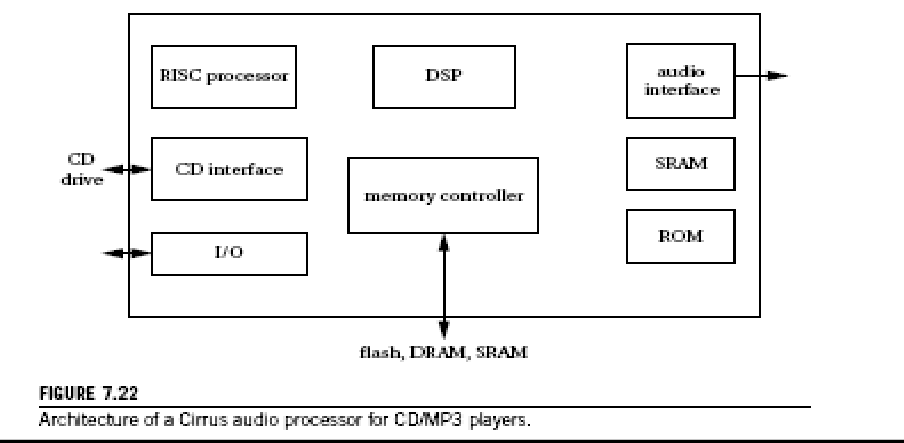 RISC processor
DSP
audio
interface
CD
drive
CD interface
memory controller
SRAM
I/O
ROM
flash, DRAM, SRAM
FIGURE 7.22
Architecture of a Cirrus audio processor for CD/MP3 players.